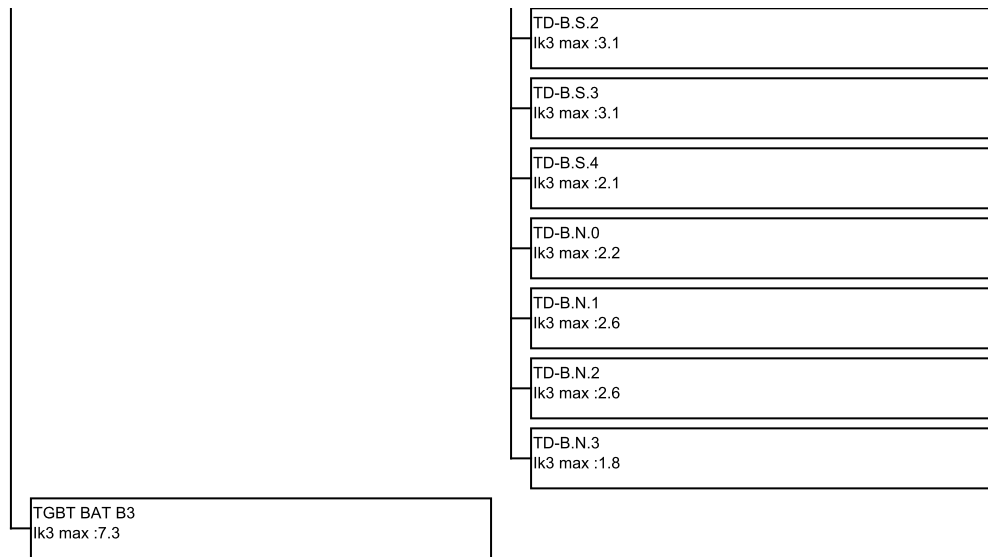 TD-B.S.2
Ik3 max :3.1
TD-B.S.3
Ik3 max :3.1
TD-B.S.4
Ik3 max :2.1
TD-B.N.0
Ik3 max :2.2
TD-B.N.1
Ik3 max :2.6
TD-B.N.2
Ik3 max :2.6
TD-B.N.3
Ik3 max :1.8
TGBT BAT B3
Ik3 max :7.3